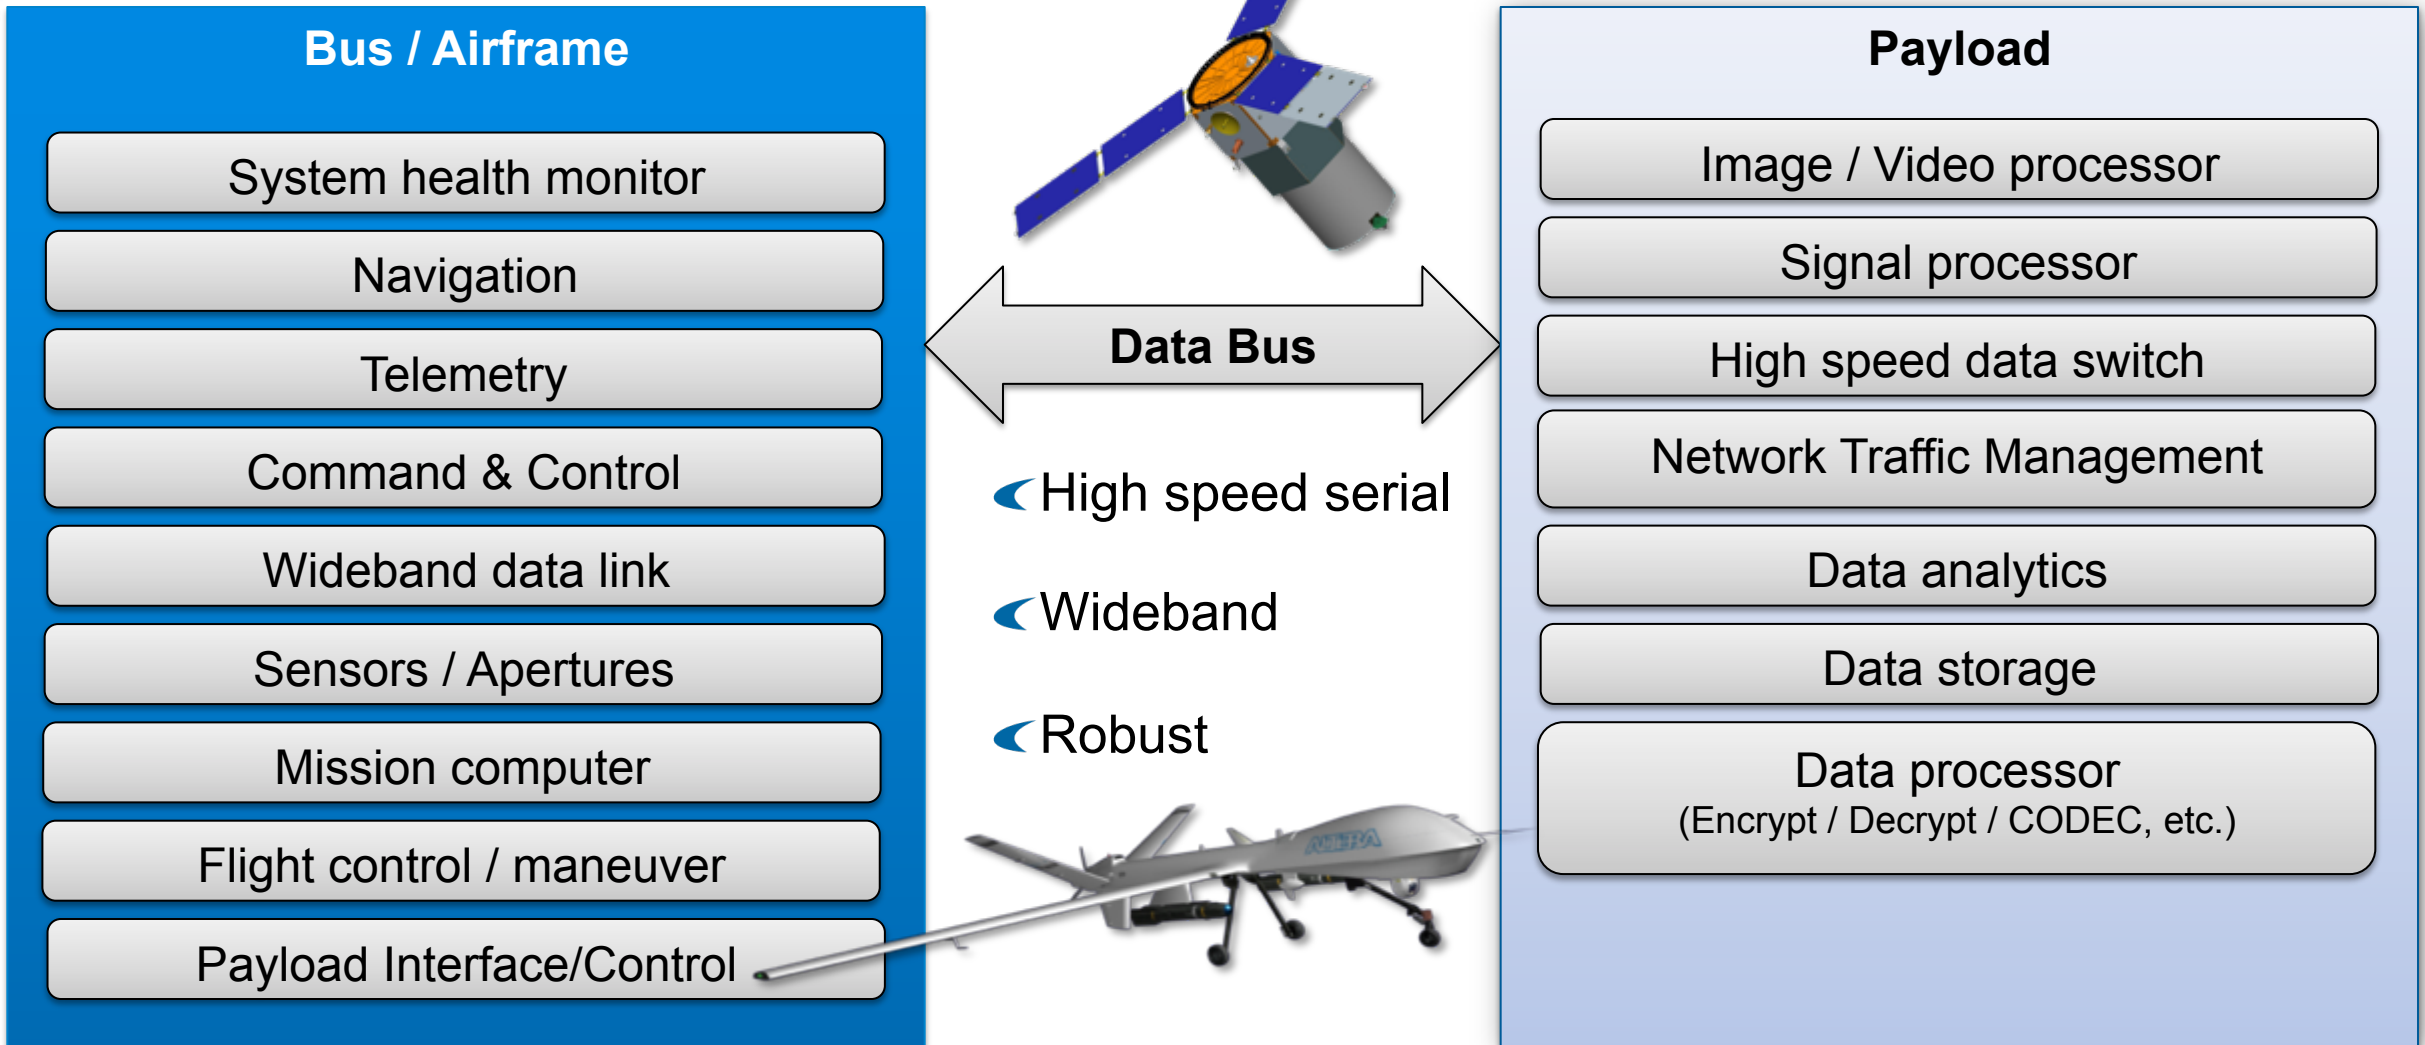 Bus / Airframe
System health monitor
Navigation
Telemetry
Command & Control
Wideband data link
Sensors / Apertures
Mission computer
Flight control / maneuver
Payload Interface/Control
Data Bus
High speed serial
Wideband
Robust
ALTERA
Payload
Image / Video processor
Signal processor
High speed data switch
Network Traffic Management
Data analytics
Data storage
Data processor
(Encrypt / Decrypt / CODEC, etc.)